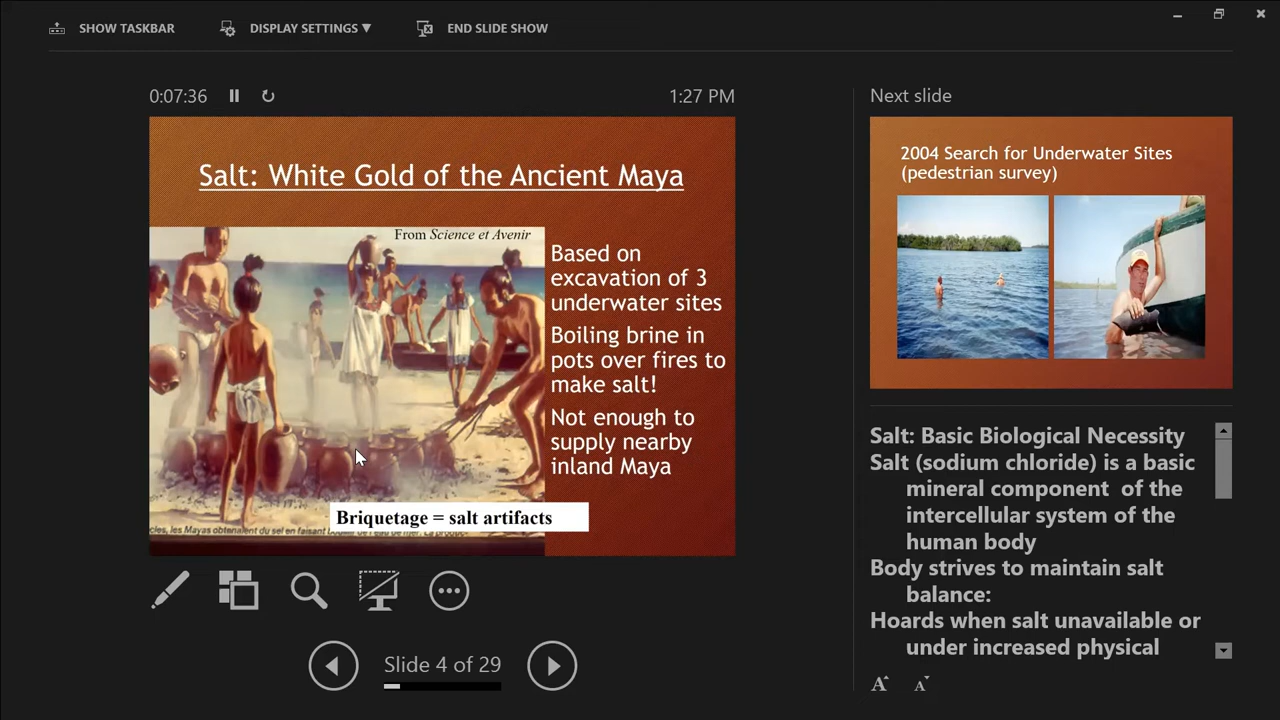 SHOW TASKBAR
DISPLAY SETTINGS ▼
END SLIDE SHOW
0:07:36
1:27 PM
Salt: White Gold of the Ancient Maya
From Science et Avenir
Based on
excavation of 3
underwater sites
Boiling brine in
pots over fires to
make salt!
Not enough to
supply nearby
inland Maya
Briquetage = salt artifacts
les Mayas obtenaient du sel en faisant
Slide 4 of 29
Next slide
2004 Search for Underwater Sites
(pedestrian survey)
Salt: Basic Biological Necessity
Salt (sodium chloride) is a basic
mineral component of the
intercellular system of the
human body
Body strives to maintain salt
balance:
Hoards when salt unavailable or
under increased physical
A A